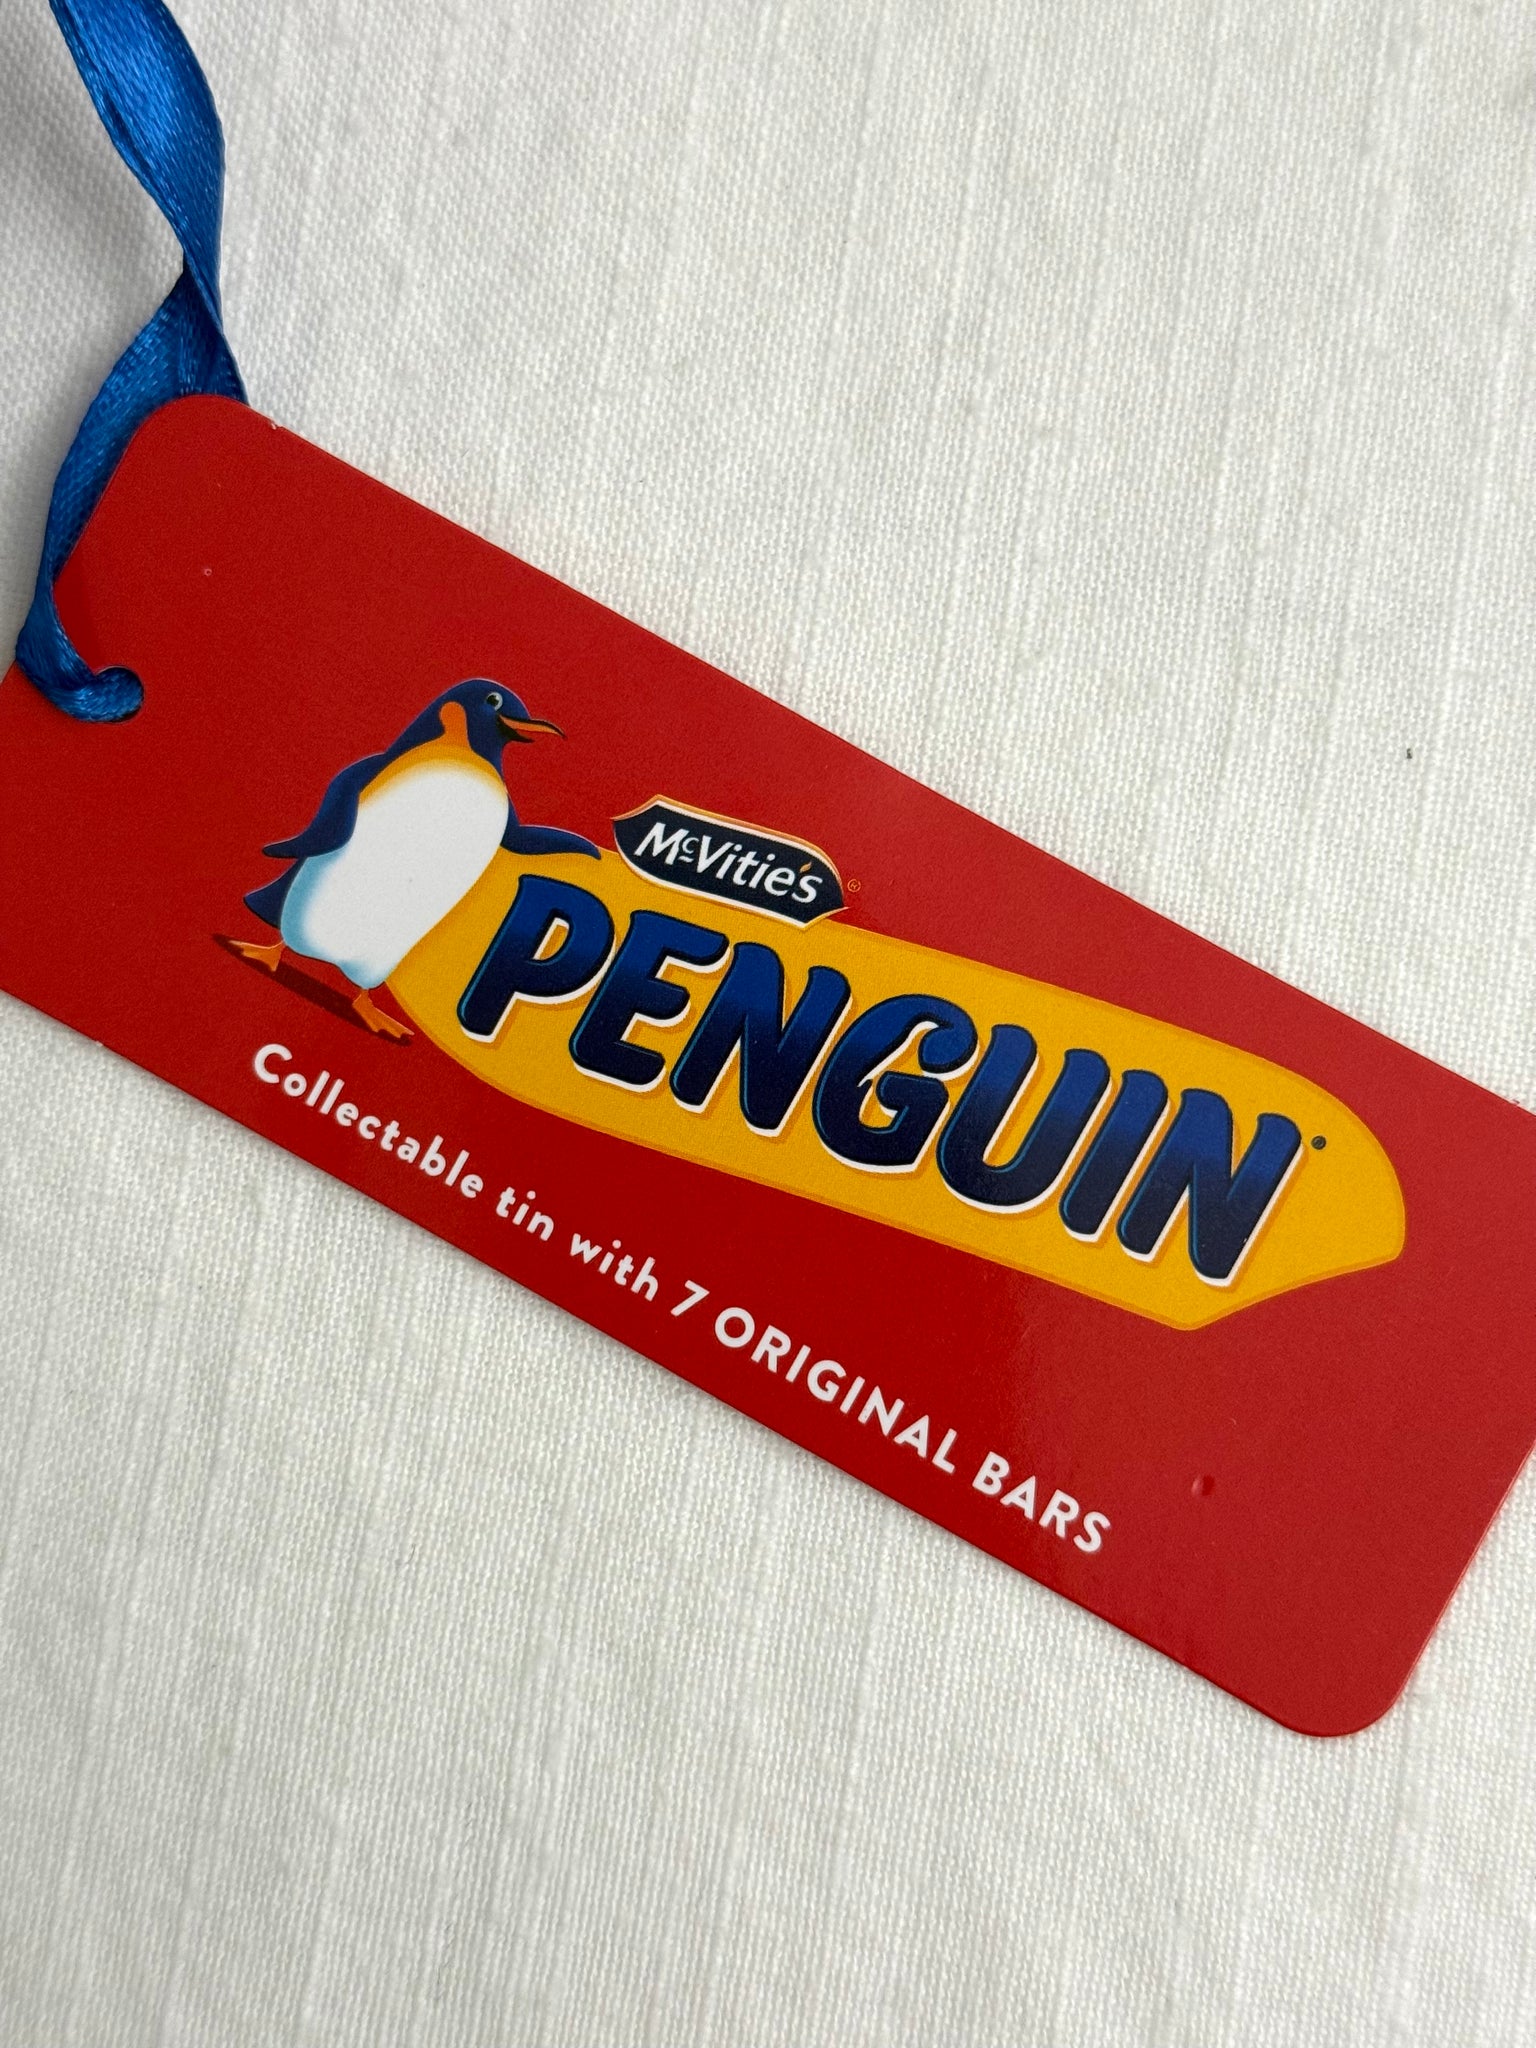 McVitie's
PENGUIN
Collectable tin with 7 ORIGINAL BARS